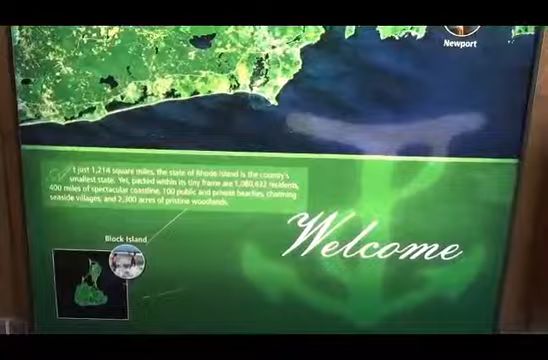 Newport
At just 1,214 square miles, the state of Rhode Island is the country's
smallest state. Yet, packed within its tiny frame are 1,080,632 residents,
400 miles of spectacular coastline, 100 public and private beaches, charming
seaside villages, and 2,300 acres of pristine woodlands.
Welcome
Block Island